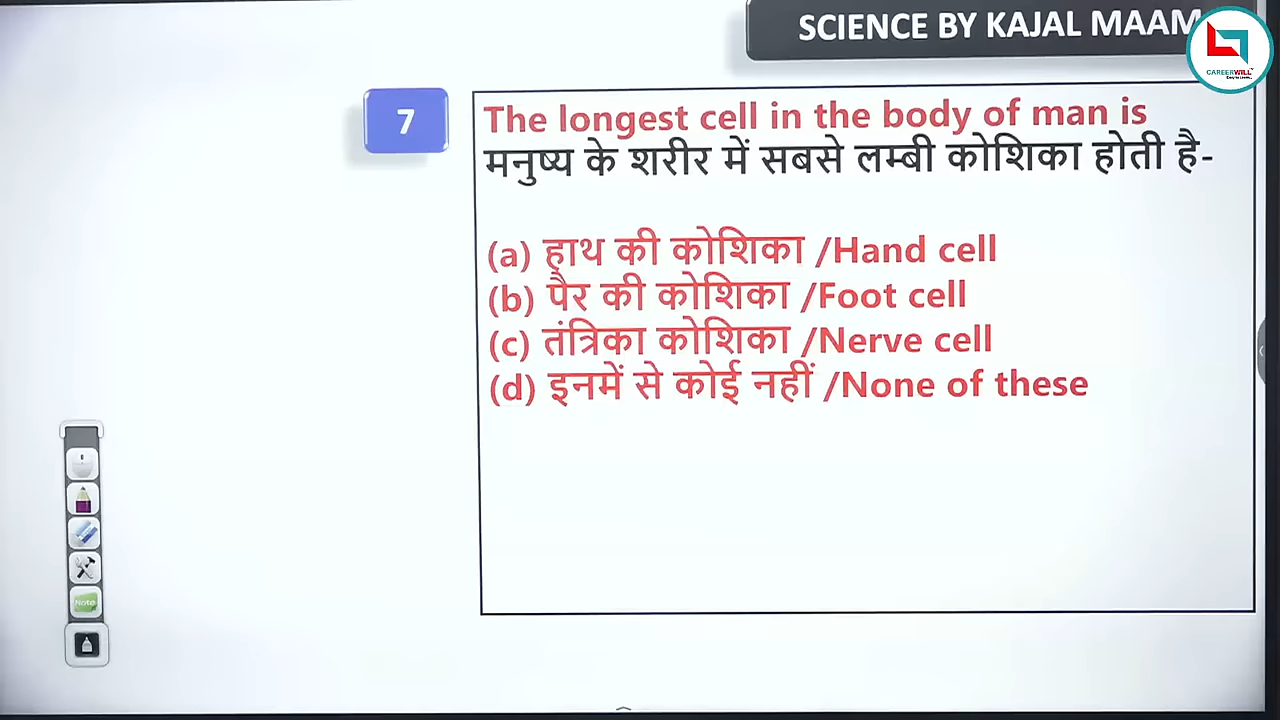 SCIENCE BY KAJAL MAAM
CAREERWILL
7
The longest cell in the body of man is
मनुष्य के शरीर में सबसे लम्बी कोशिका होती है-
(a) हाथ की कोशिका /Hand cell
(b) पैर की कोशिका /Foot cell
(c) तंत्रिका कोशिका /Nerve cell
(d) इनमें से कोई नहीं /None of these
Note